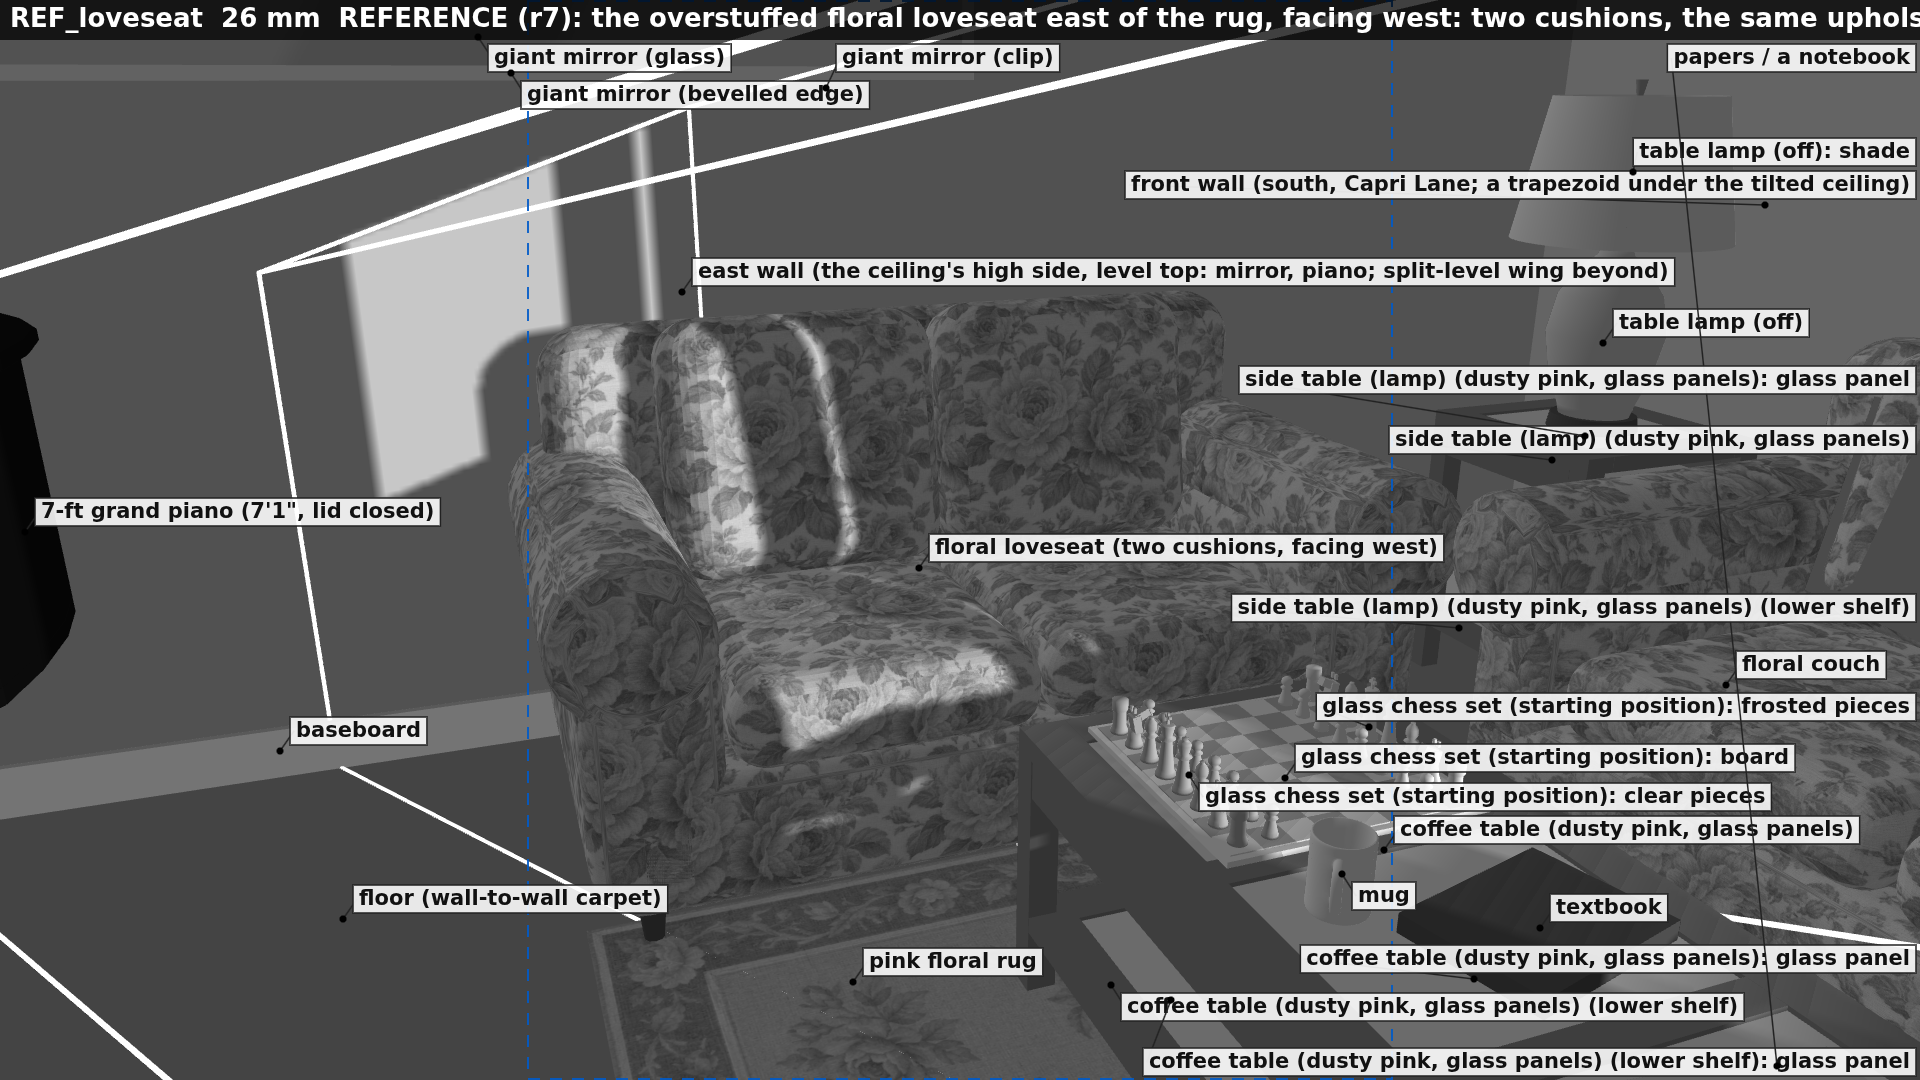 REF_loveseat 26 mm REFERENCE (r7): the overstuffed floral loveseat east of the rug, facing west: two cushions, the same uphols
giant mirror (glass)
giant mirror (clip)
papers / a notebook
giant mirror (bevelled edge)
table lamp (off): shade
front wall (south, Capri Lane; a trapezoid under the tilted ceiling)
east wall (the ceiling's high side, level top: mirror, piano; split-level wing beyond)
table lamp (off)
side table (lamp) (dusty pink, glass panels): glass panel
side table (lamp) (dusty pink, glass panels)
7-ft grand piano (7'1", lid closed)
floral loveseat (two cushions, facing west)
side table (lamp) (dusty pink, glass panels) (lower shelf)
floral couch
glass chess set (starting position): frosted pieces
baseboard
glass chess set (starting position): board
glass chess set (starting position): clear pieces
coffee table (dusty pink, glass panels)
mug
floor (wall-to-wall carpet)
textbook
pink floral rug
coffee table (dusty pink, glass panels): glass panel
coffee table (dusty pink, glass panels) (lower shelf)
coffee table (dusty pink, glass panels) (lower shelf): glass panel